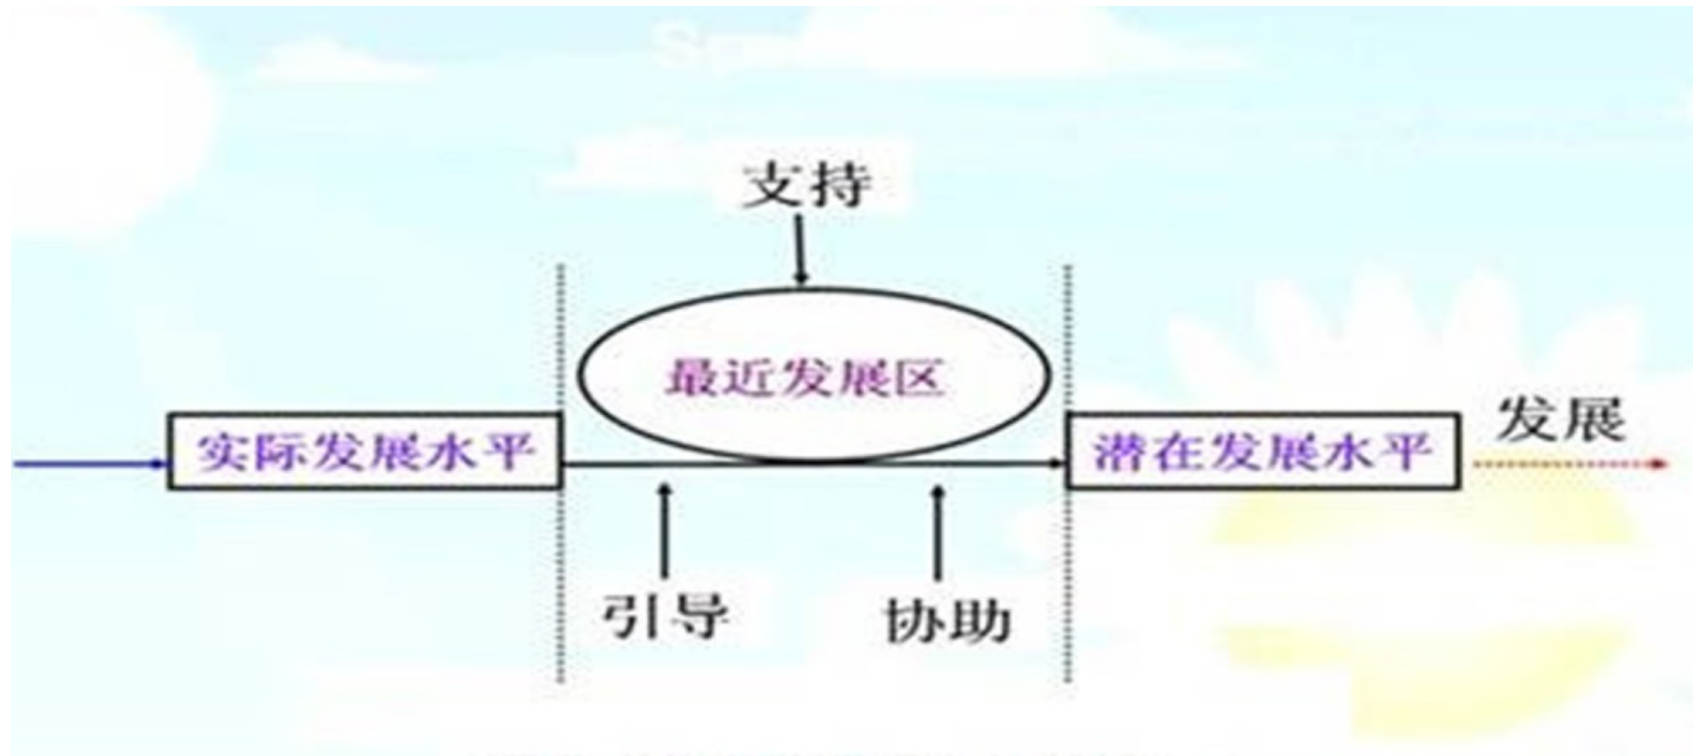 支持
最近发展区
实际发展水平
潜在发展水平
发展
引导
协助